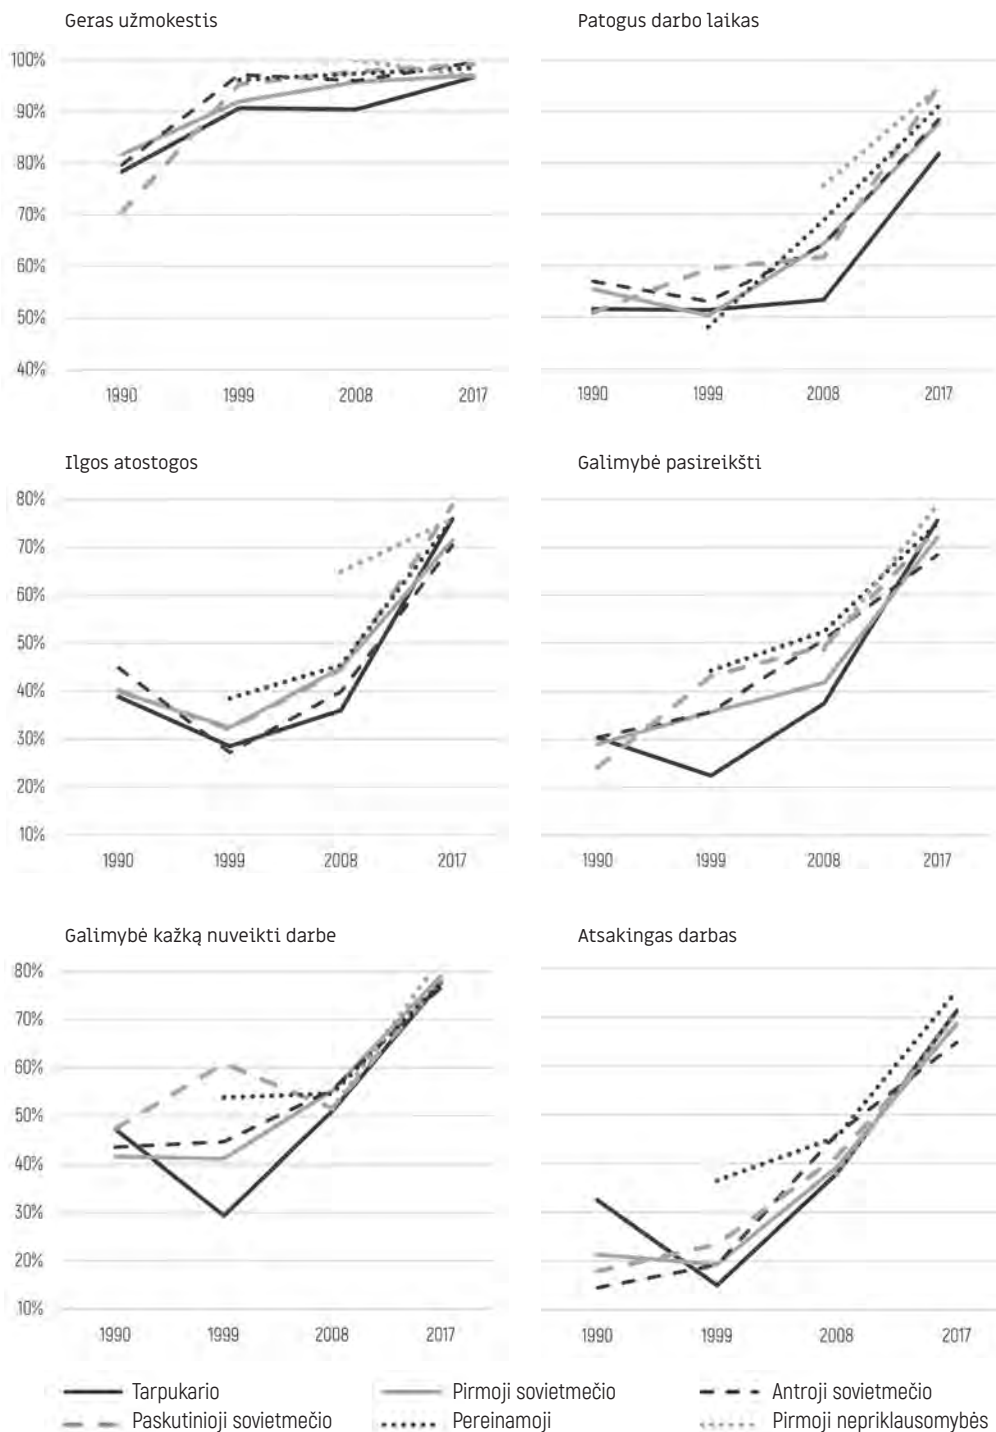 Geras užmokestis
Patogus darbo laikas
100%
90%
80%
70%
60%
50%
40%
1990 1999 2008 2017
1990 1999 2008 2017
Ilgos atostogos
Galimybė pasireikšti
80%
70%
60%
50%
40%
30%
20%
10%
1990 1999 2008 2017
1990 1999 2008 2017
Galimybė kažką nuveikti darbe
Atsakingas darbas
80%
70%
60%
50%
40%
30%
20%
10%
1990 1999 2008 2017
1990 1999 2008 2017
Tarpukario Pirmoji sovietmečio Antroji sovietmečio
Paskutinioji sovietmečio Pereinamoji Pirmoji nepriklausomybės